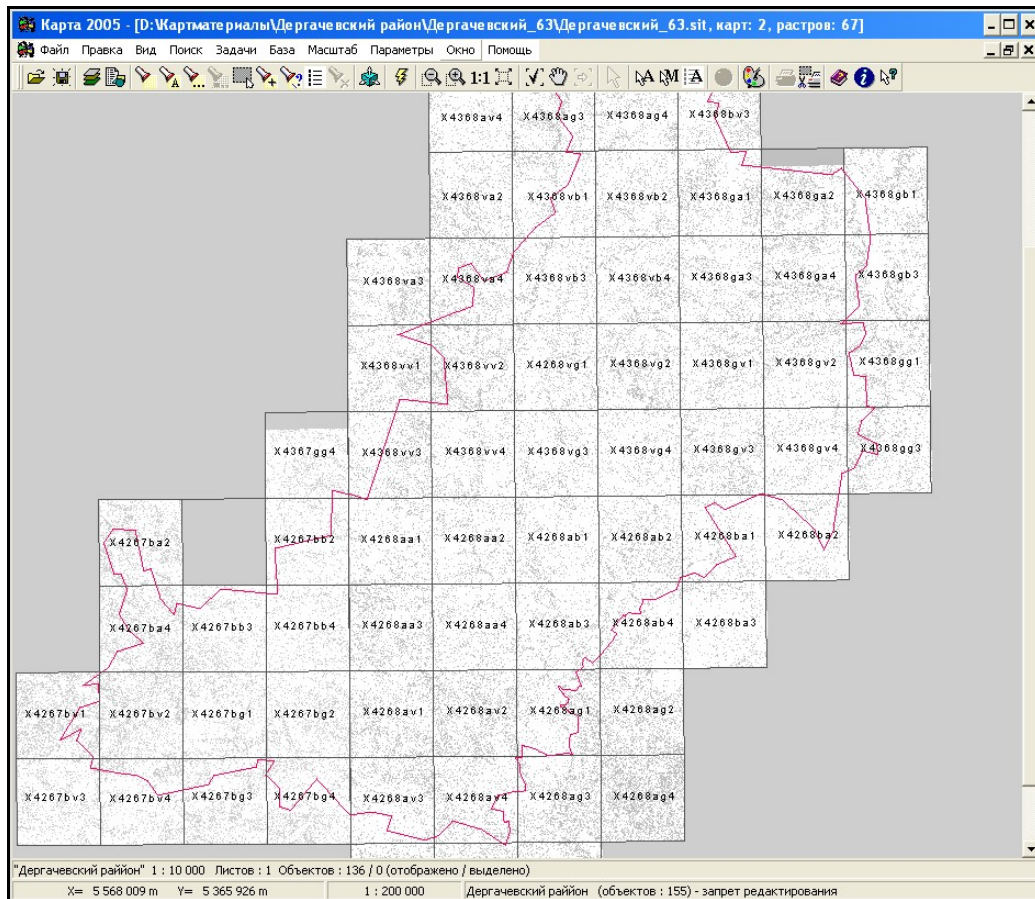 Карта 2005 - [D:\Картматериалы\Дергачевский район\Дергачевский_63\Дергачевский_63.sit, карт: 2, растров: 67]
Файл Правка Вид Поиск Задачи База Масштаб Параметры Окно Помощь
1:1 A M A
X4368av4 X4368ag3 X4368ag4 X4368bv3
X4368va2 X4368vb1 X4368vb2 X4368ga1 X4368ga2 X4368gb1
X4368va3 X4368va4 X4368vb3 X4368vb4 X4368ga3 X4368ga4 X4368gb3
X4368vv1 X4368vv2 X4268vg1 X4368vg2 X4368gv1 X4368gv2 X4368gg1
X4367gg4 X4368vv3 X4368vv4 X4368vg3 X4368vg4 X4368gv3 X4368gv4 X4368gg3
X4267ba2 X4267bb2 X4268aa1 X4268aa2 X4268ab1 X4268ab2 X4268ba1 X4268ba2
X4267ba4 X4267bb3 X4267bb4 X4268aa3 X4268aa4 X4268ab3 X4268ab4 X4268ba3
X4267bv1 X4267bv2 X4267bg1 X4267bg2 X4268av1 X4268av2 X4268ag1 X4268ag2
X4267bv3 X4267bv4 X4267bg3 X4267bg4 X4268av3 X4268av4 X4268ag3 X4268ag4
"Дергачевский раййон" 1 : 10 000 Листов : 1 Объектов : 136 / 0 (отображено / выделено)
X= 5 568 009 m Y= 5 365 926 m 1 : 200 000 Дергачевский раййон (объектов : 155) - запрет редактирования